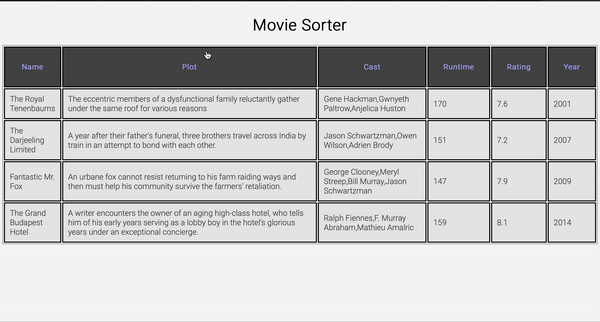 Movie Sorter
Name Plot Cast Runtime Rating Year
The Royal Tenenbaums
The eccentric members of a dysfunctional family reluctantly gather
under the same roof for various reasons
Gene Hackman,Gwnyeth
Paltrow,Anjelica Huston
170
7.6
2001
The
Darjeeling
Limited
A year after their father's funeral, three brothers travel across India by
train in an attempt to bond with each other.
Jason Schwartzman,Owen
Wilson,Adrien Brody
151
7.2
2007
Fantastic Mr.
Fox
An urbane fox cannot resist returning to his farm raiding ways and
then must help his community survive the farmers' retaliation.
George Clooney,Meryl
Streep,Bill Murray,Jason
Schwartzman
147
7.9
2009
The Grand
Budapest
Hotel
A writer encounters the owner of an aging high-class hotel, who tells
him of his early years serving as a lobby boy in the hotel's glorious
years under an exceptional concierge.
Ralph Fiennes,F. Murray
Abraham,Mathieu Amalric
159
8.1
2014